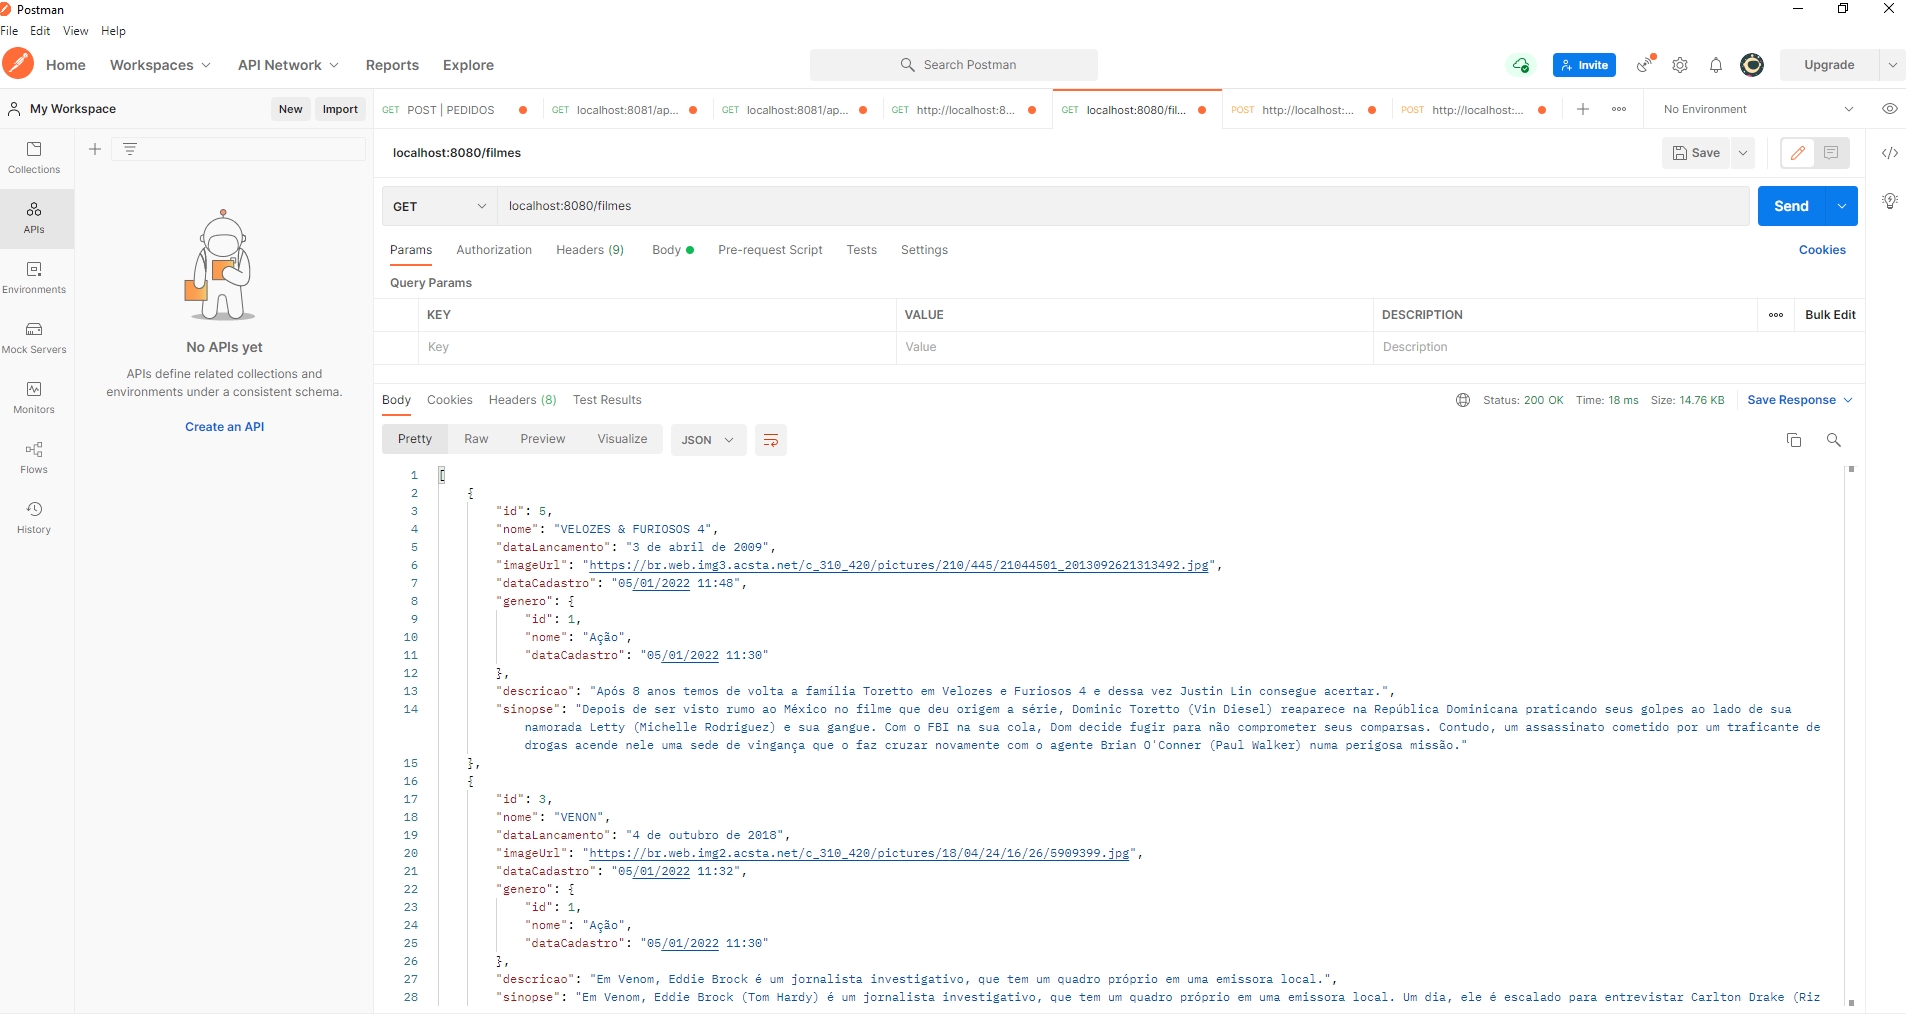 Postman
File Edit View Help
Home Workspaces API Network Reports Explore
Search Postman
Invite
Upgrade
My Workspace
New Import
GET POST | PEDIDOS
GET localhost:8081/ap...
GET localhost:8081/ap...
GET http://localhost:8...
GET localhost:8080/fil...
POST http://localhost:...
POST http://localhost:...
No Environment
Collections
APIs
Environments
Mock Servers
Monitors
Flows
History
No APIs yet
APIs define related collections and
environments under a consistent schema.
Create an API
localhost:8080/filmes
Save
GET localhost:8080/filmes
Send
Params Authorization Headers (9) Body Pre-request Script Tests Settings
Cookies
Query Params
KEY VALUE DESCRIPTION
Bulk Edit
Key Value Description
Body Cookies Headers (8) Test Results
Status: 200 OK Time: 18 ms Size: 14.76 KB
Save Response
Pretty Raw Preview Visualize JSON
1 [
2 {
3 "id": 5,
4 "nome": "VELOZES & FURIOSOS 4",
5 "dataLancamento": "3 de abril de 2009",
6 "imageUrl": "https://br.web.img3.acsta.net/c_310_420/pictures/210/445/21044501_2013092621313492.jpg",
7 "dataCadastro": "05/01/2022 11:48",
8 "genero": {
9 "id": 1,
10 "nome": "Ação",
11 "dataCadastro": "05/01/2022 11:30"
12 },
13 "descricao": "Após 8 anos temos de volta a família Toretto em Velozes e Furiosos 4 e dessa vez Justin Lin consegue acertar.",
14 "sinopse": "Depois de ser visto rumo ao México no filme que deu origem a série, Dominic Toretto (Vin Diesel) reaparece na República Dominicana praticando seus golpes ao lado de sua
namorada Letty (Michelle Rodriguez) e sua gangue. Com o FBI na sua cola, Dom decide fugir para não comprometer seus comparsas. Contudo, um assassinato cometido por um traficante de
drogas acende nele uma sede de vingança que o faz cruzar novamente com o agente Brian O'Conner (Paul Walker) numa perigosa missão."
15 },
16 {
17 "id": 3,
18 "nome": "VENON",
19 "dataLancamento": "4 de outubro de 2018",
20 "imageUrl": "https://br.web.img2.acsta.net/c_310_420/pictures/18/04/24/16/26/5909399.jpg",
21 "dataCadastro": "05/01/2022 11:32",
22 "genero": {
23 "id": 1,
24 "nome": "Ação",
25 "dataCadastro": "05/01/2022 11:30"
26 },
27 "descricao": "Em Venom, Eddie Brock é um jornalista investigativo, que tem um quadro próprio em uma emissora local.",
28 "sinopse": "Em Venom, Eddie Brock (Tom Hardy) é um jornalista investigativo, que tem um quadro próprio em uma emissora local. Um dia, ele é escalado para entrevistar Carlton Drake (Riz